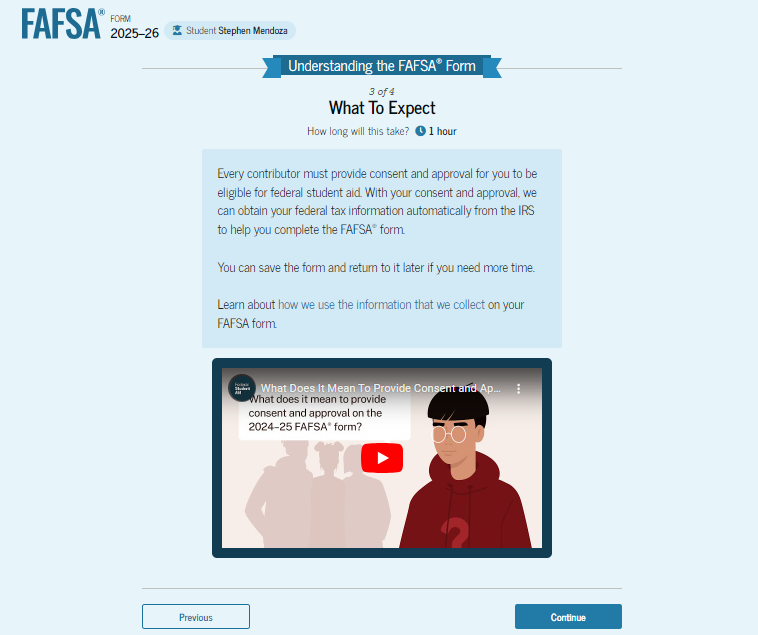 FAFSA® FORM
2025–26
Student Stephen Mendoza
Understanding the FAFSA® Form
3 of 4
What To Expect
How long will this take? 1 hour
Every contributor must provide consent and approval for you to be
eligible for federal student aid. With your consent and approval, we
can obtain your federal tax information automatically from the IRS
to help you complete the FAFSA® form.
You can save the form and return to it later if you need more time.
Learn about how we use the information that we collect on your
FAFSA form.
Federal
Student
Aid
What Does It Mean To Provide Consent and Ap...
What does it mean to provide
consent and approval on the
2024–25 FAFSA® form?
?
Previous
Continue